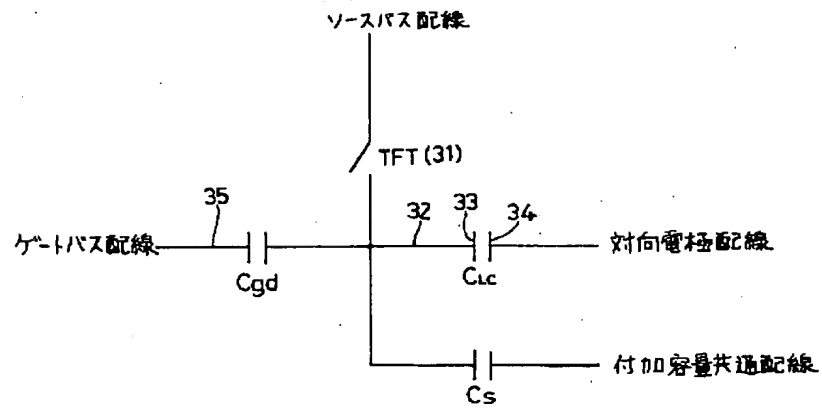 ソースバス配線
TFT (31)
35
32
33
34
ゲートバス配線
対向電極配線
Cgd
CLC
付加容量共通配線
Cs